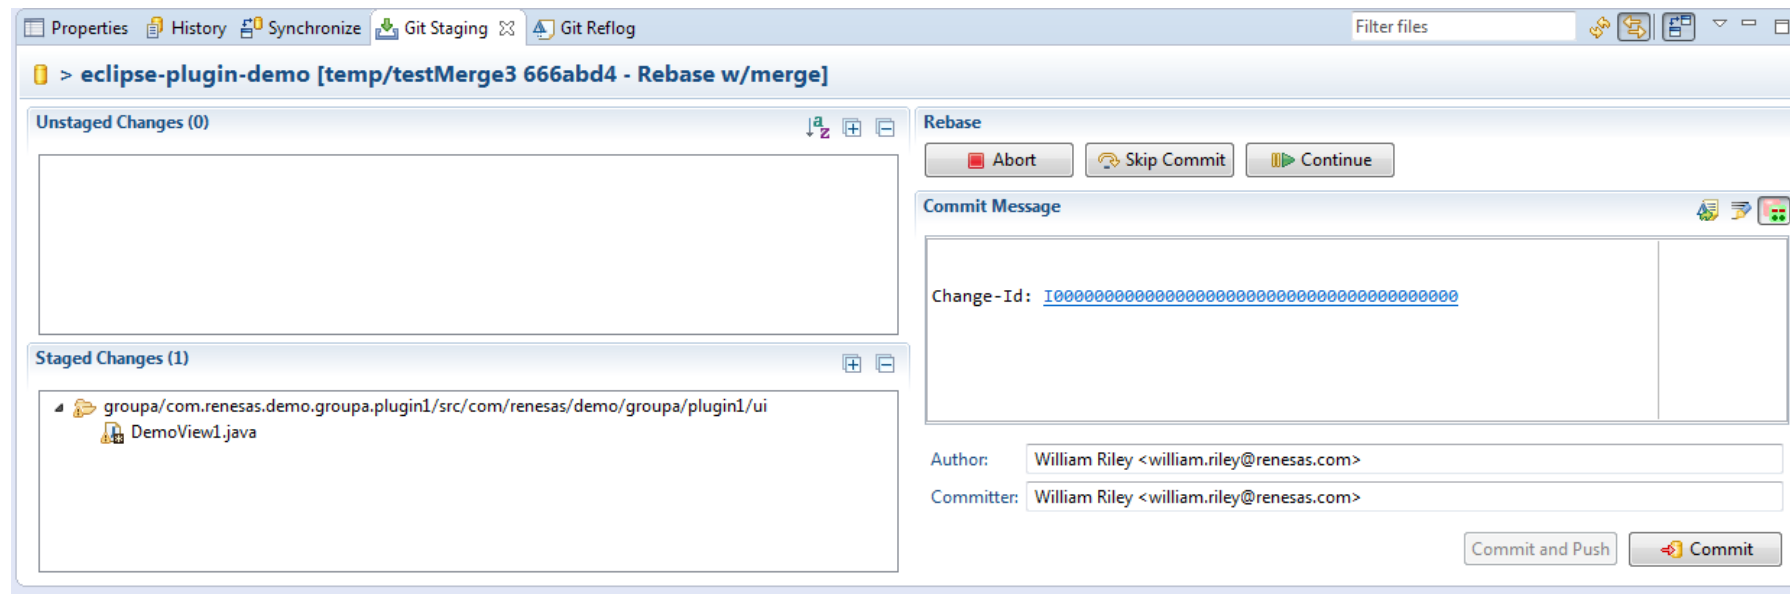 Properties History Synchronize Git Staging Git Reflog Filter files
> eclipse-plugin-demo [temp/testMerge3 666abd4 - Rebase w/merge]
Unstaged Changes (0)
Rebase
Abort Skip Commit Continue
Commit Message
Change-Id: I0000000000000000000000000000000000000000
Staged Changes (1)
groupa/com.renesas.demo.groupa.plugin1/src/com/renesas/demo/groupa/plugin1/ui
DemoView1.java
Author: William Riley <william.riley@renesas.com>
Committer: William Riley <william.riley@renesas.com>
Commit and Push Commit